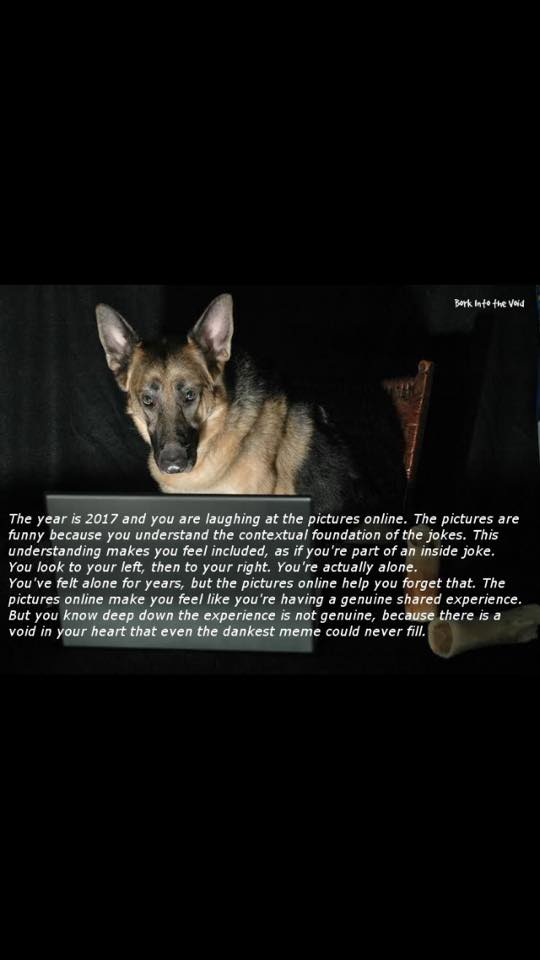 Bork Into the Void
The year is 2017 and you are laughing at the pictures online. The pictures are
funny because you understand the contextual foundation of the jokes. This
understanding makes you feel included, as if you're part of an inside joke.
You look to your left, then to your right. You're actually alone.
You've felt alone for years, but the pictures online help you forget that. The
pictures online make you feel like you're having a genuine shared experience.
But you know deep down the experience is not genuine, because there is a
void in your heart that even the dankest meme could never fill.